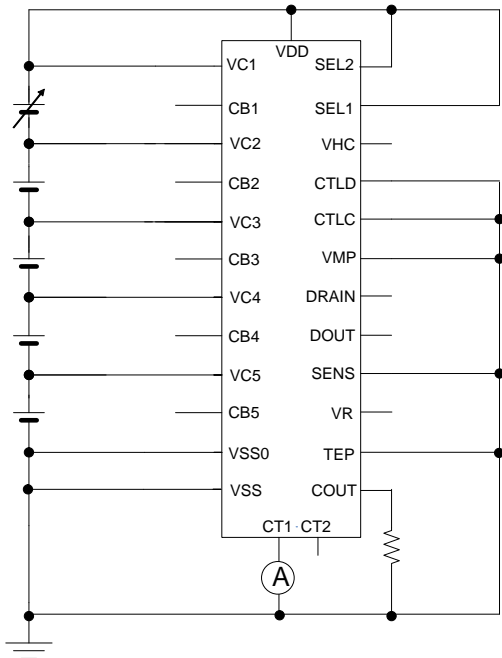 VDD
VC1
SEL2
CB1
SEL1
VC2
VHC
CB2
CTLD
VC3
CTLC
CB3
VMP
VC4
DRAIN
CB4
DOUT
VC5
SENS
CB5
VR
VSS0
TEP
VSS
COUT
CT1 CT2
A